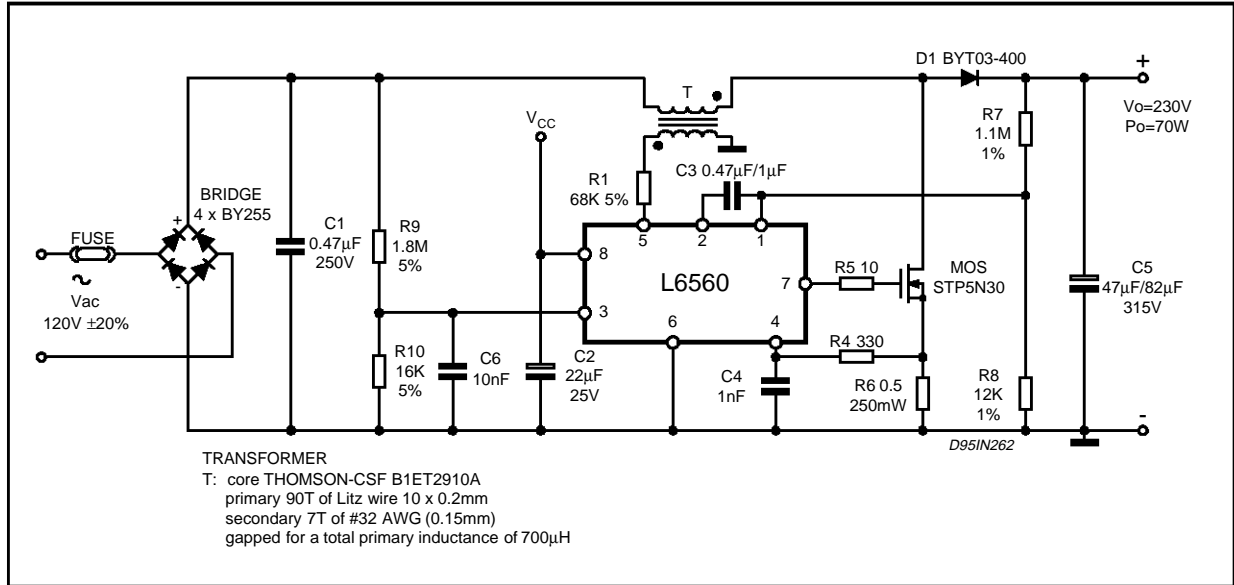 D1 BYT03-400
+
T
Vo=230V
Po=70W
R7
1.1M
1%
VCC
C3 0.47µF/1µF
R1
68K 5%
BRIDGE
4 x BY255
+
-
FUSE
Vac
120V ±20%
C1
0.47µF
250V
R9
1.8M
5%
5
2
1
8
L6560
7
R5 10
MOS
STP5N30
C5
47µF/82µF
315V
3
6
4
R10
16K
5%
C6
10nF
C2
22µF
25V
C4
1nF
R4 330
R6 0.5
250mW
R8
12K
1%
-
D95IN262
TRANSFORMER
T: core THOMSON-CSF B1ET2910A
primary 90T of Litz wire 10 x 0.2mm
secondary 7T of #32 AWG (0.15mm)
gapped for a total primary inductance of 700µH